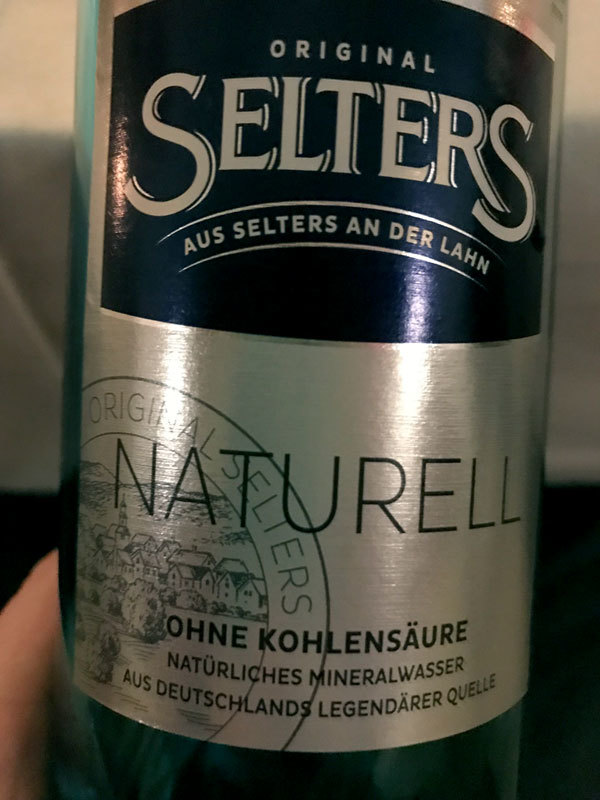 ORIGINAL
SELTERS
AUS SELTERS AN DER LAHN
ORIGINAL SELTERS
NATURELL
OHNE KOHLENSÄURE
NATÜRLICHES MINERALWASSER
AUS DEUTSCHLANDS LEGENDÄRER QUELLE